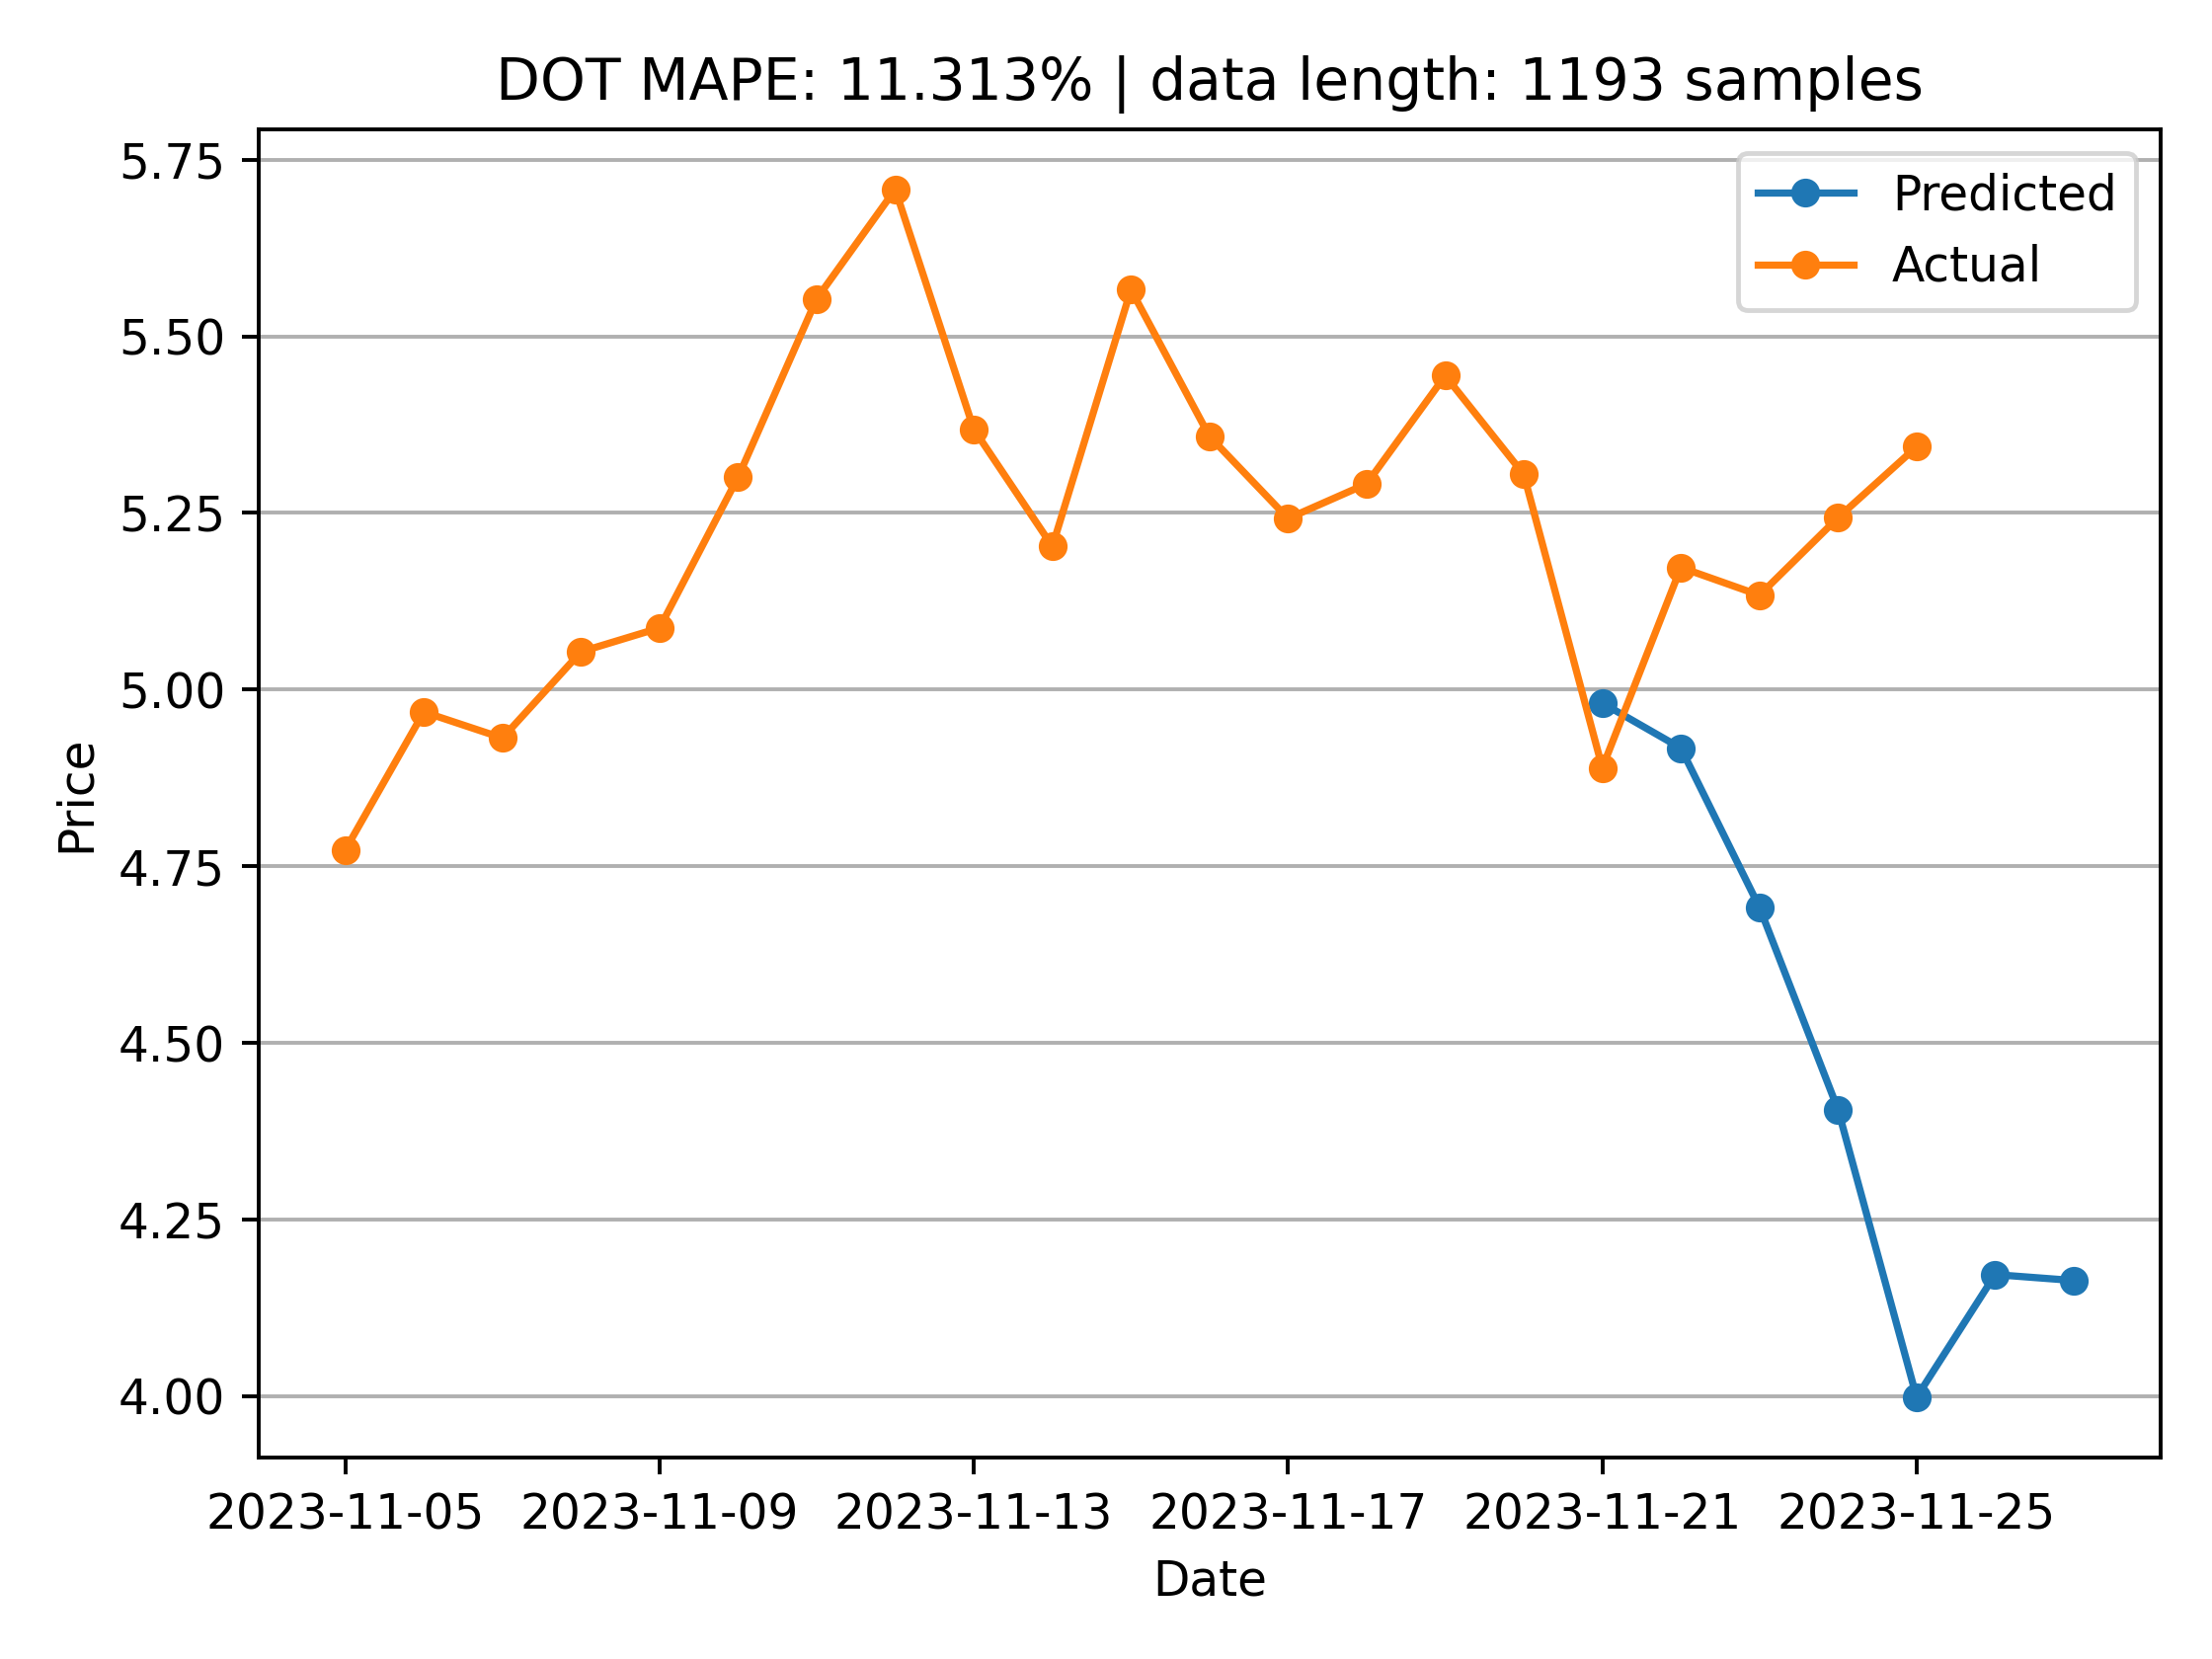 DOT MAPE: 11.313% | data length: 1193 samples
Predicted
Actual
5.75
5.50
5.25
5.00
4.75
4.50
4.25
4.00
Price
2023-11-05 2023-11-09 2023-11-13 2023-11-17 2023-11-21 2023-11-25
Date